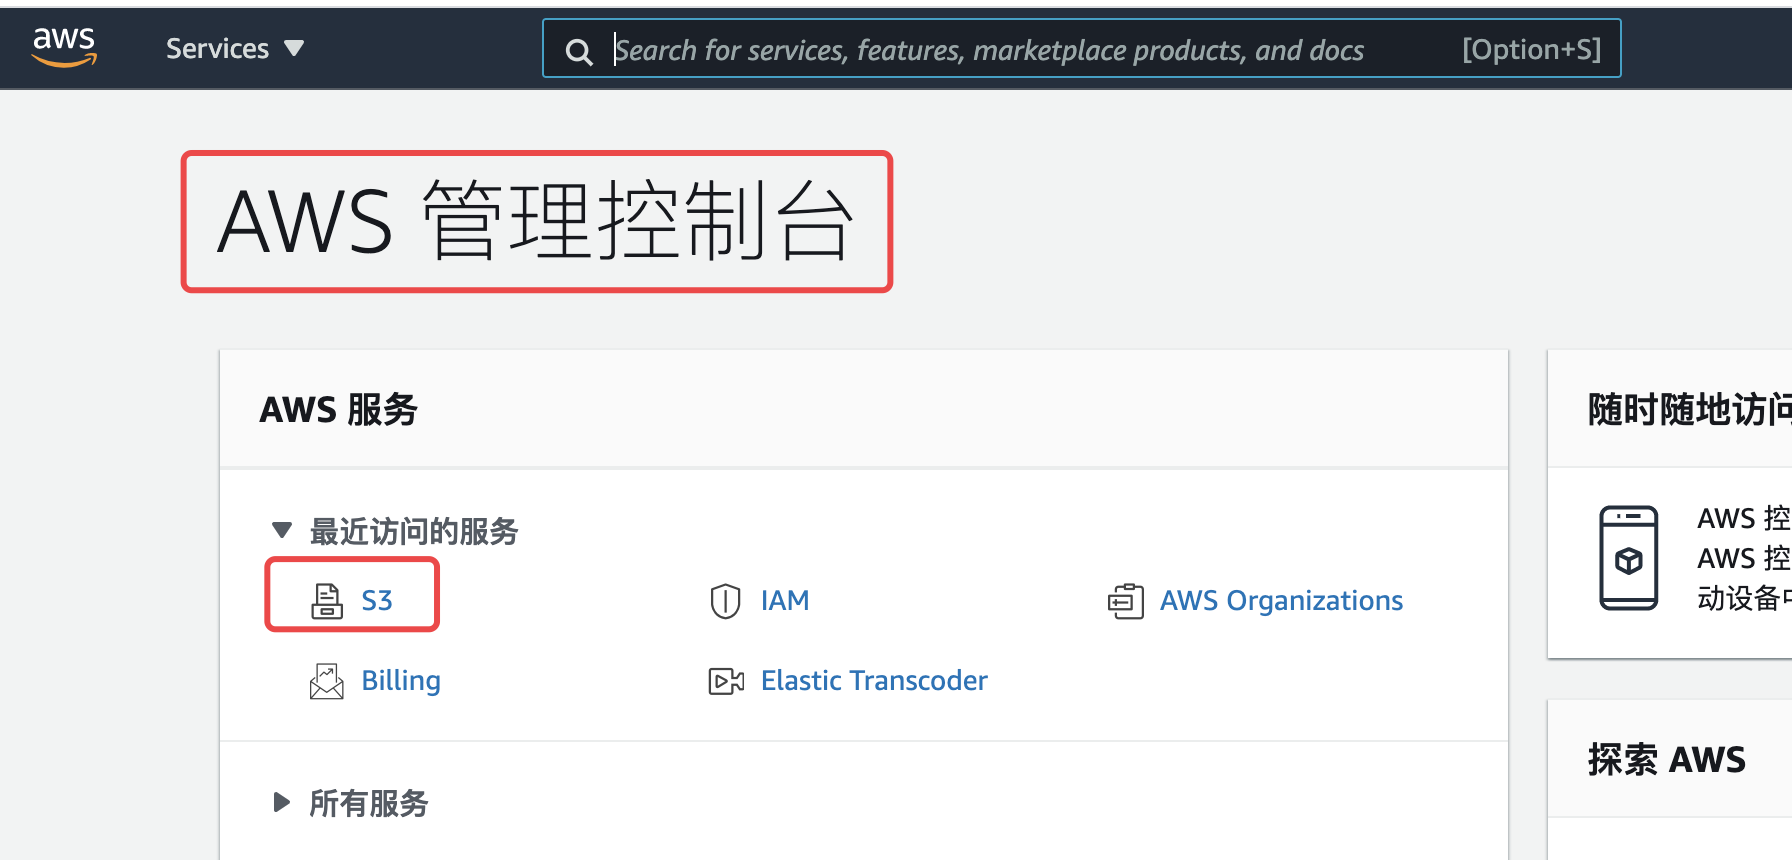 aws
Services
Search for services, features, marketplace products, and docs
[Option+S]
AWS 管理控制台
AWS 服务
最近访问的服务
S3
IAM
AWS Organizations
Billing
Elastic Transcoder
所有服务
随时随地访问
AWS 控
AWS 控
动设备中
探索 AWS